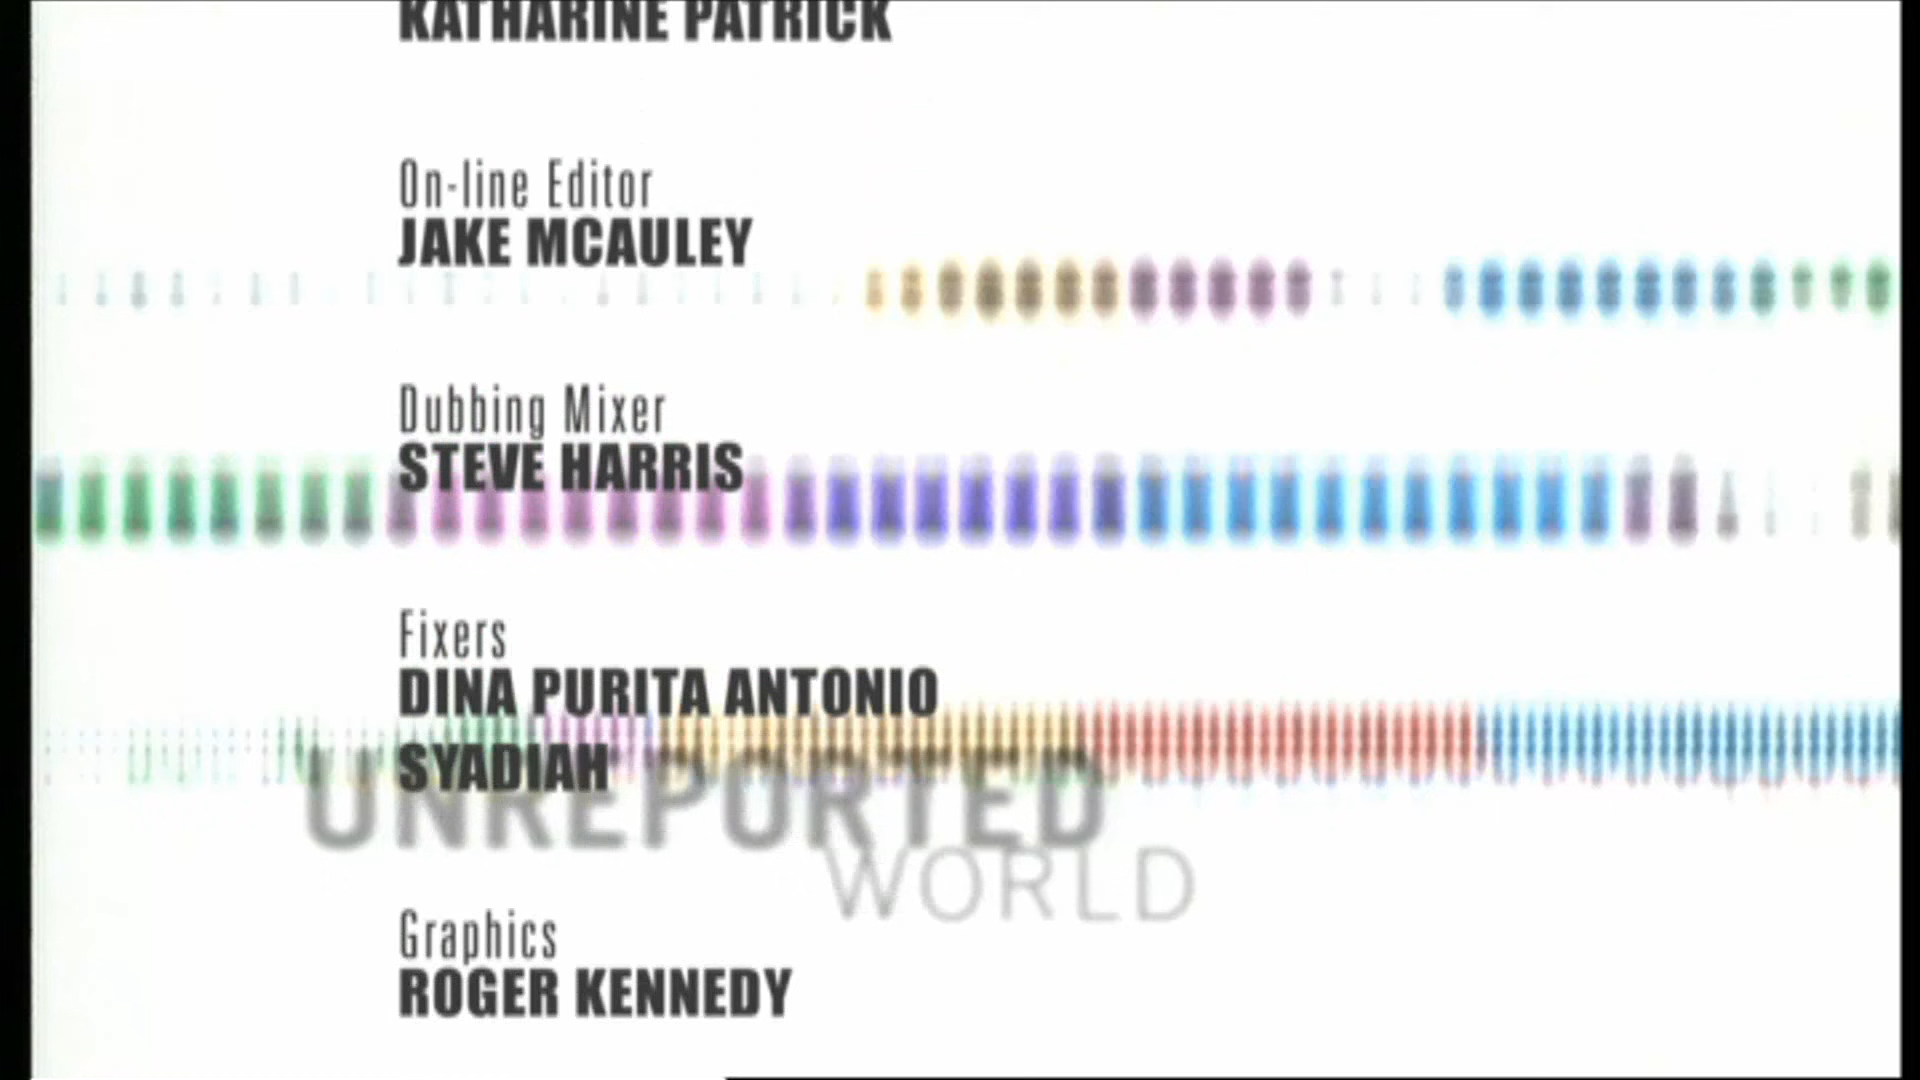 KATHARINE PATRICK
On-line Editor
JAKE MCAULEY
Dubbing Mixer
STEVE HARRIS
Fixers
DINA PURITA ANTONIO
SYADIAH
UNREPORTED
WORLD
Graphics
ROGER KENNEDY